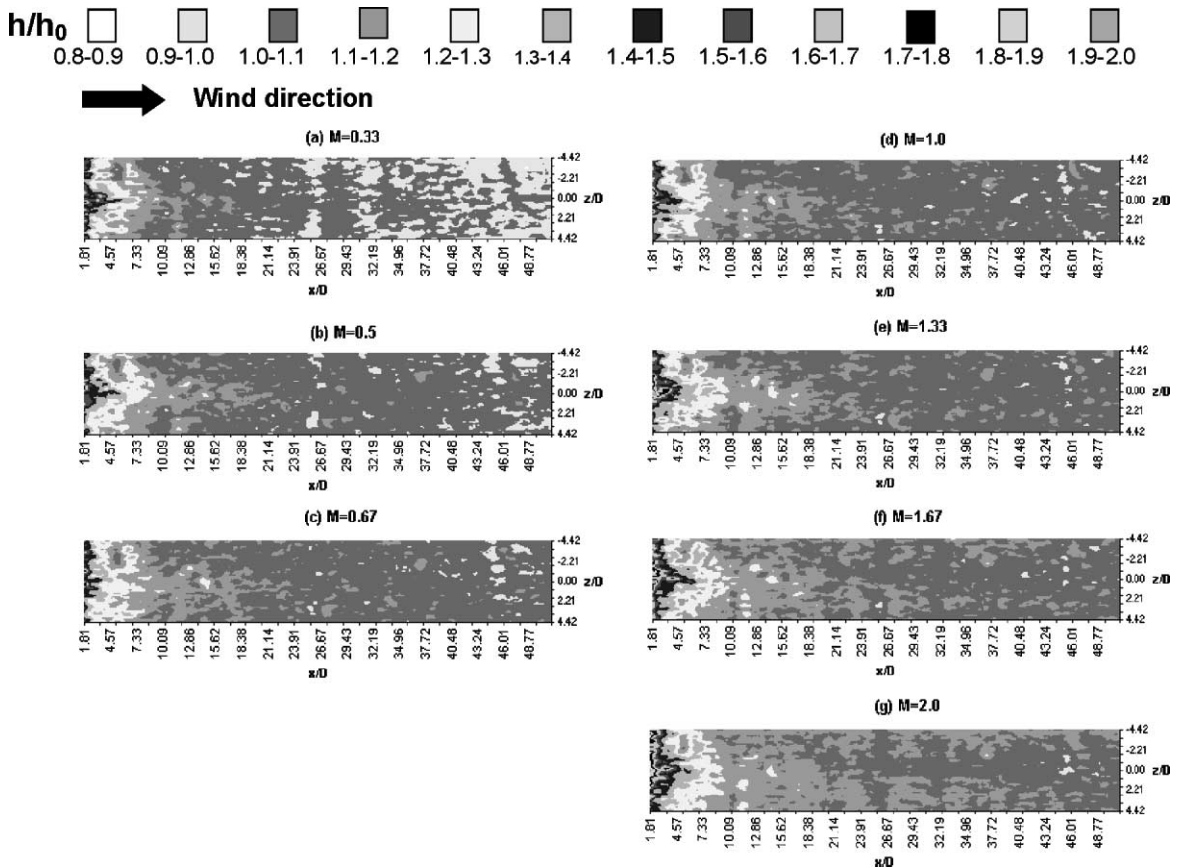 h/h0
0.8-0.9 0.9-1.0 1.0-1.1 1.1-1.2 1.2-1.3 1.3-1.4 1.4-1.5 1.5-1.6 1.6-1.7 1.7-1.8 1.8-1.9 1.9-2.0
Wind direction
(a) M=0.33
-4.42
-2.21
0.00 z/D
2.21
4.42
1.81 4.57 7.33 10.09 12.86 15.62 18.38 21.14 23.91 26.67 29.43 32.19 34.96 37.72 40.48 43.24 46.01 48.77
x/D
(b) M=0.5
-4.42
-2.21
0.00 z/D
2.21
4.42
1.81 4.57 7.33 10.09 12.86 15.62 18.38 21.14 23.91 26.67 29.43 32.19 34.96 37.72 40.48 43.24 46.01 48.77
x/D
(c) M=0.67
-4.42
-2.21
0.00 z/D
2.21
4.42
1.81 4.57 7.33 10.09 12.86 15.62 18.38 21.14 23.91 26.67 29.43 32.19 34.96 37.72 40.48 43.24 46.01 48.77
x/D
(d) M=1.0
-4.42
-2.21
0.00 z/D
2.21
4.42
1.81 4.57 7.33 10.09 12.86 15.62 18.38 21.14 23.91 26.67 29.43 32.19 34.96 37.72 40.48 43.24 46.01 48.77
x/D
(e) M=1.33
-4.42
-2.21
0.00 z/D
2.21
4.42
1.81 4.57 7.33 10.09 12.86 15.62 18.38 21.14 23.91 26.67 29.43 32.19 34.96 37.72 40.48 43.24 46.01 48.77
x/D
(f) M=1.67
-4.42
-2.21
0.00 z/D
2.21
4.42
1.81 4.57 7.33 10.09 12.86 15.62 18.38 21.14 23.91 26.67 29.43 32.19 34.96 37.72 40.48 43.24 46.01 48.77
x/D
(g) M=2.0
-4.42
-2.21
0.00 z/D
2.21
4.42
1.81 4.57 7.33 10.09 12.86 15.62 18.38 21.14 23.91 26.67 29.43 32.19 34.96 37.72 40.48 43.24 46.01 48.77
x/D